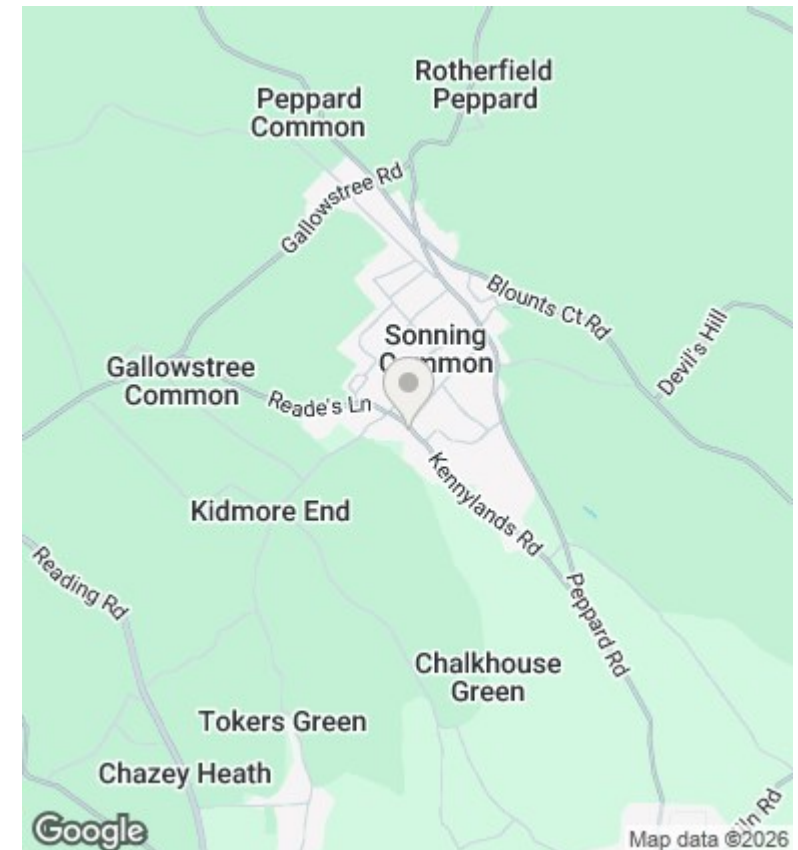 Rotherfield
Peppard
Peppard
Common
Gallowstree Rd
Blounts Ct Rd
Devil's Hill
Sonning
Common
Gallowstree
Common
Reade's Ln
Kennylands Rd
Kidmore End
Reading Rd
Peppard Rd
Chalkhouse
Green
Tokers Green
Chazey Heath
Rd
Google
Map data ©2026